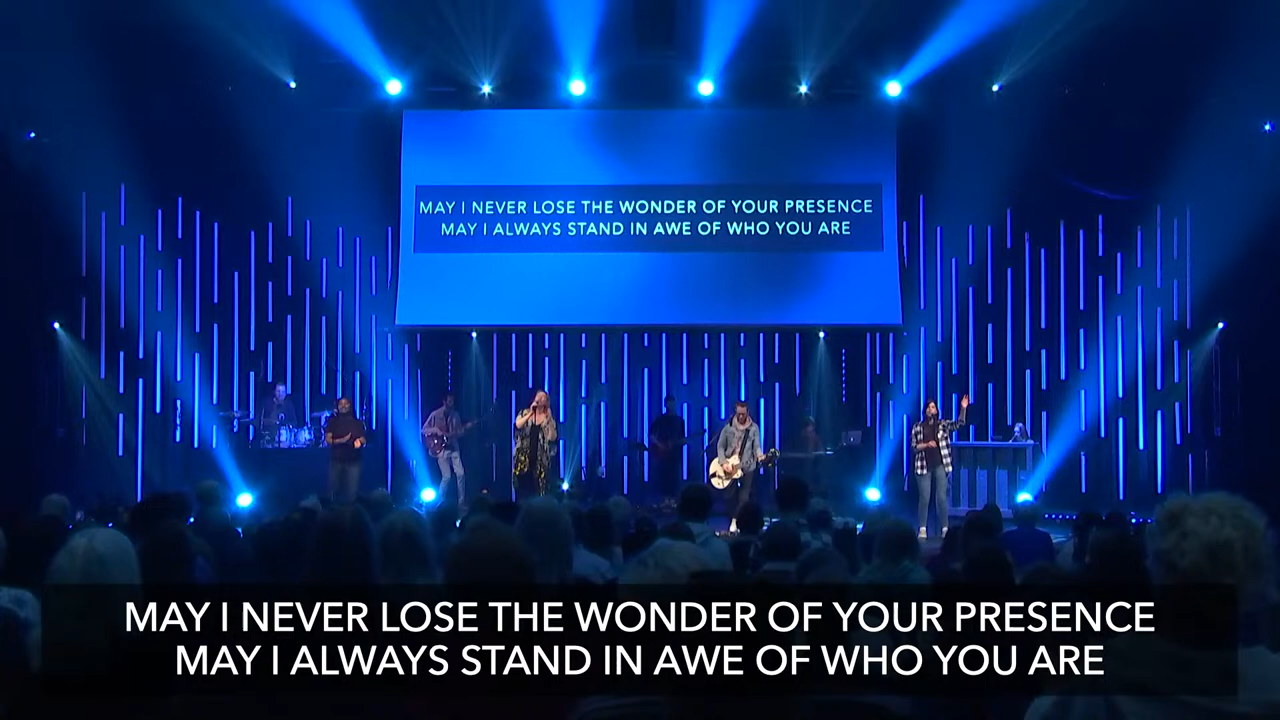 MAY I NEVER LOSE THE WONDER OF YOUR PRESENCE
MAY I ALWAYS STAND IN AWE OF WHO YOU ARE
MAY I NEVER LOSE THE WONDER OF YOUR PRESENCE
MAY I ALWAYS STAND IN AWE OF WHO YOU ARE